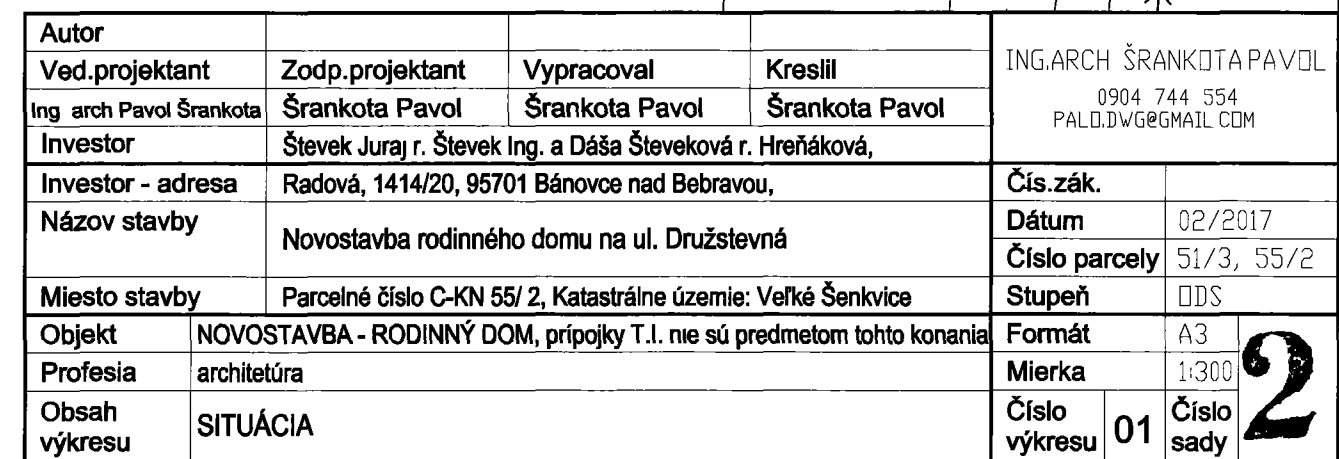 Autor
Ved.projektant Zodp.projektant Vypracoval Kreslil
Ing arch Pavol Šrankota Šrankota Pavol Šrankota Pavol Šrankota Pavol
ING.ARCH ŠRANKOTA PAVOL
0904 744 554
PALO.DWG@GMAIL COM
Investor Števek Juraj r. Števek Ing. a Dáša Števeková r. Hreňáková,
Investor - adresa Radová, 1414/20, 95701 Bánovce nad Bebravou,
Čís.zák.
Názov stavby Novostavba rodinného domu na ul. Družstevná
Dátum 02/2017
Číslo parcely 51/3, 55/2
Miesto stavby Parcelné číslo C-KN 55/ 2, Katastrálne územie: Veľké Šenkvice
Stupeň ODS
Objekt NOVOSTAVBA - RODINNÝ DOM, prípojky T.I. nie sú predmetom tohto konania
Formát A3
Profesia architetúra
Mierka 1:300
Obsah
výkresu SITUÁCIA
Číslo
výkresu 01
Číslo
sady 2